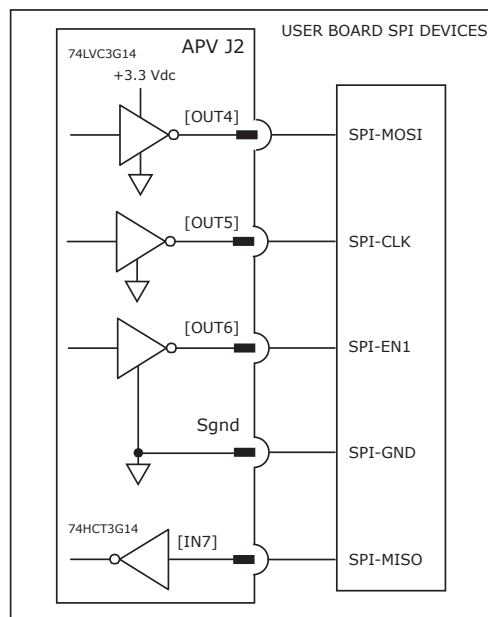 USER BOARD SPI DEVICES
APV J2
74LVC3G14
+3.3 Vdc
[OUT4]
SPI-MOSI
[OUT5]
SPI-CLK
[OUT6]
SPI-EN1
Sgnd
SPI-GND
74HCT3G14
[IN7]
SPI-MISO